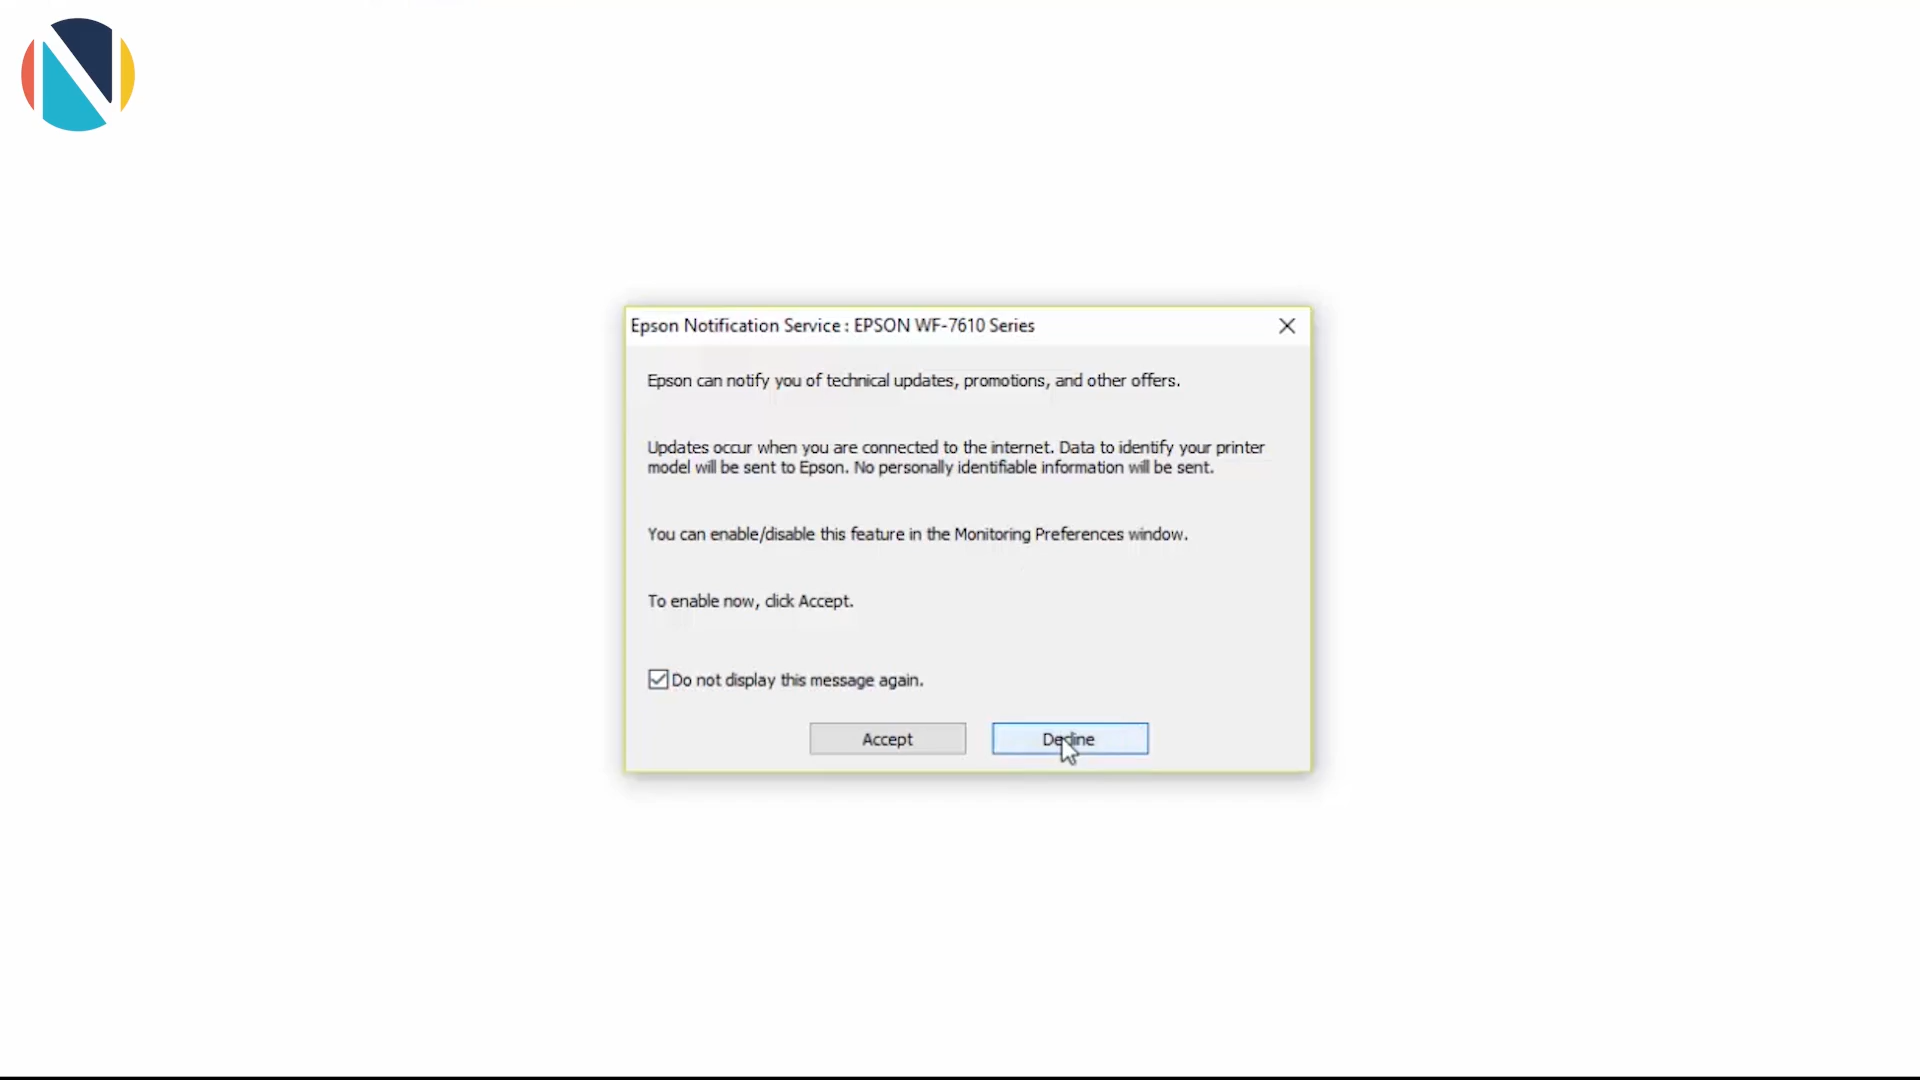 Epson Notification Service : EPSON WF-7610 Series
Epson can notify you of technical updates, promotions, and other offers.
Updates occur when you are connected to the internet. Data to identify your printer
model will be sent to Epson. No personally identifiable information will be sent.
You can enable/disable this feature in the Monitoring Preferences window.
To enable now, click Accept.
Do not display this message again.
Accept
Decline